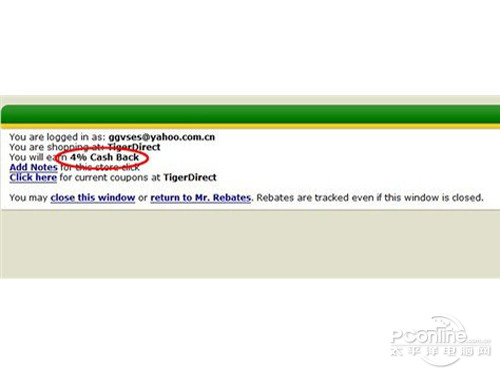 You are logged in as: ggvses@yahoo.com.cn
You are shopping at: TigerDirect
You will earn 4% Cash Back
Add Notes for this store click
Click here for current coupons at TigerDirect
You may close this window or return to Mr. Rebates. Rebates are tracked even if this window is closed.
PConline
.com.cn
太平洋电脑网